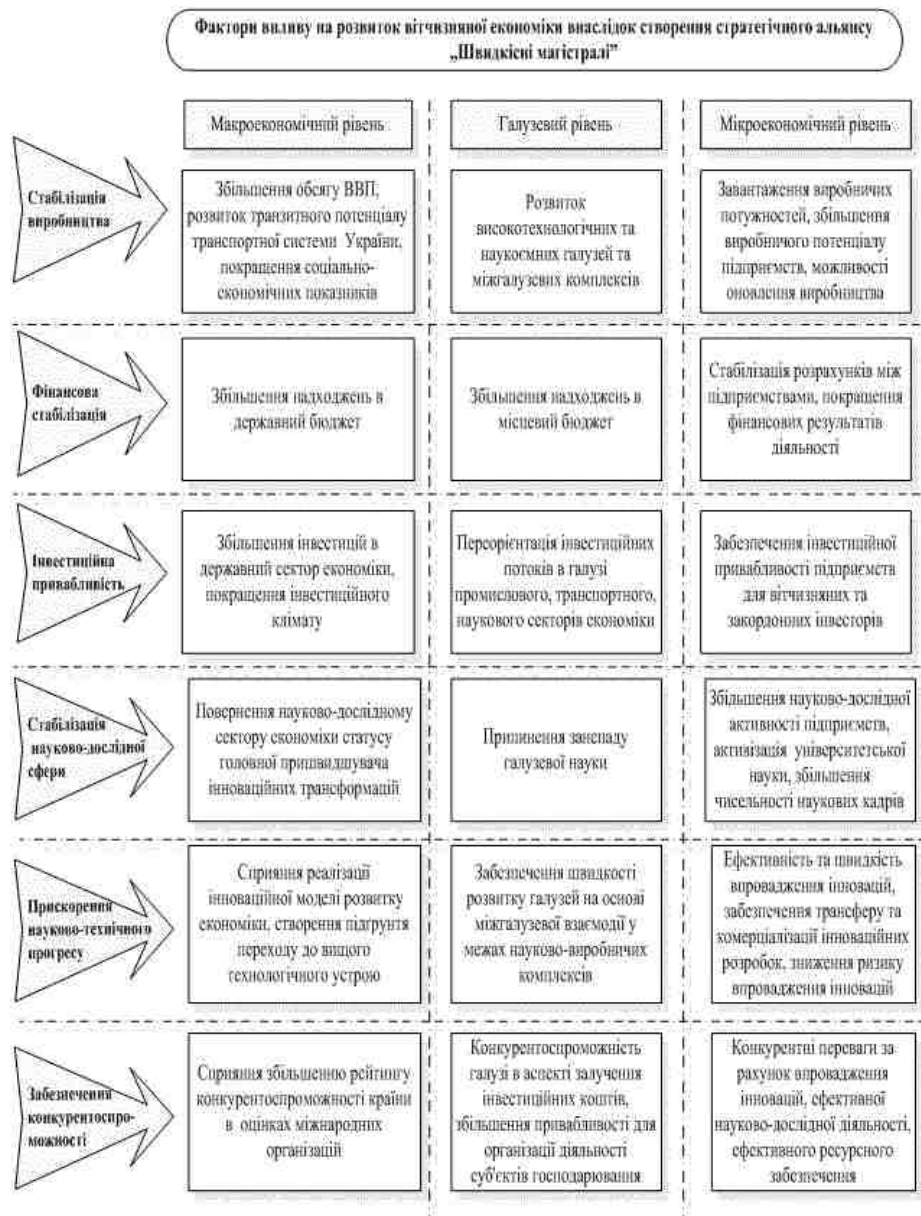 Фактори впливу на розвиток вітчизняної економіки внаслідок створення стратегічного альянсу
„Швидкісні магістралі”
Макроекономічний рівень
Галузевий рівень
Мікроекономічний рівень
Стабілізація
виробництва
Збільшення обсягу ВВП,
розвиток транзитного потенціалу
транспортної системи України,
покращення соціально-
економічних показників
Розвиток
високотехнологічних та
наукоємних галузей та
міжгалузевих комплексів
Завантаження виробничих
потужностей, збільшення
виробничого потенціалу
підприємств, можливості
оновлення виробництва
Фінансова
стабілізація
Збільшення надходжень в
державний бюджет
Збільшення надходжень в
місцевий бюджет
Стабілізація розрахунків між
підприємствами, покращення
фінансових результатів
діяльності
Інвестиційна
привабливість
Збільшення інвестицій в
державний сектор економіки,
покращення інвестиційного
клімату
Переорієнтація інвестиційних
потоків в галузі
промислового, транспортного,
наукового секторів економіки
Забезпечення інвестиційної
привабливості підприємств
для вітчизняних та
закордонних інвесторів
Стабілізація
науково-дослідної
сфери
Повернення науково-дослідному
сектору економіки статусу
головної пришвидшувача
інноваційних трансформацій
Припинення занепаду
галузевої науки
Збільшення науково-дослідної
активності підприємств,
активізація університетської
науки, збільшення
чисельності наукових кадрів
Прискорення
науково-технічного
прогресу
Сприяння реалізації
інноваційної моделі розвитку
економіки, створення підґрунтя
переходу до вищого
технологічного устрою
Забезпечення швидкості
розвитку галузей на основі
міжгалузевої взаємодії у
межах науково-виробничих
комплексів
Ефективність та швидкість
впровадження інновацій,
забезпечення трансферу та
комерціалізації інноваційних
розробок, зниження ризику
впровадження інновацій
Забезпечення
конкурентоспро-
можності
Сприяння збільшенню рейтингу
конкурентоспроможності країни
в оцінках міжнародних
організацій
Конкурентоспроможність
галузі в аспекті залучення
інвестиційних коштів,
збільшення привабливості для
організації діяльності
суб'єктів господарювання
Конкурентні переваги за
рахунок впровадження
інновацій, ефективної
науково-дослідної діяльності,
ефективного ресурсного
забезпечення